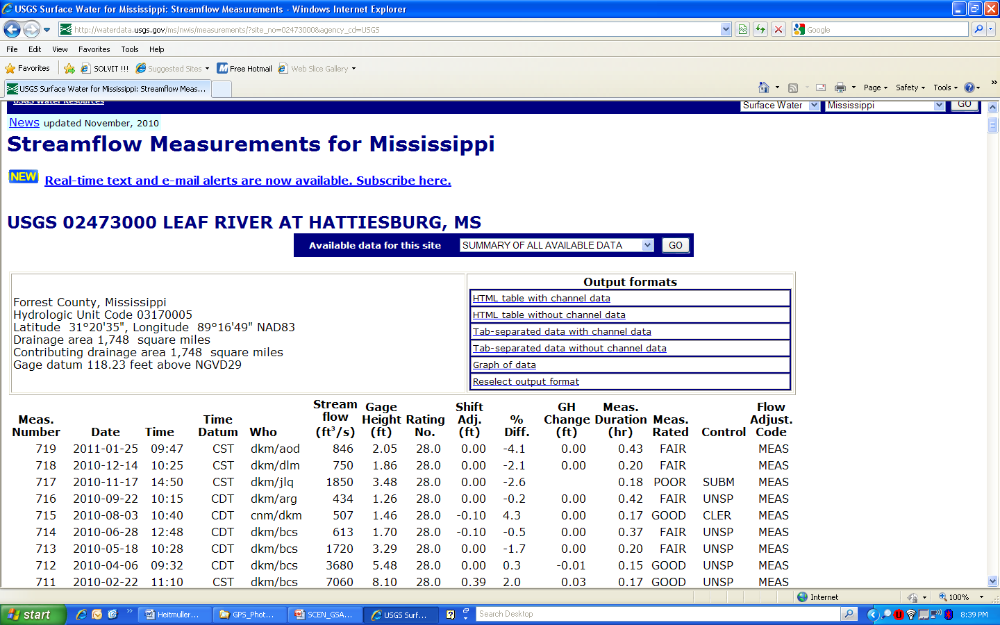 USGS Surface Water for Mississippi: Streamflow Measurements - Windows Internet Explorer
http://waterdata.usgs.gov/ms/nwis/measurements/?site_no=02473000&agency_cd=USGS
Google
File Edit View Favorites Tools Help
Favorites SOLVIT !!! Suggested Sites Free Hotmail Web Slice Gallery
USGS Surface Water for Mississippi: Streamflow Meas...
Page Safety Tools
USGS Water Resources
Surface Water Mississippi GO
News updated November, 2010
Streamflow Measurements for Mississippi
NEW Real-time text and e-mail alerts are now available. Subscribe here.
USGS 02473000 LEAF RIVER AT HATTIESBURG, MS
Available data for this site SUMMARY OF ALL AVAILABLE DATA GO
Forrest County, Mississippi
Hydrologic Unit Code 03170005
Latitude 31°20'35", Longitude 89°16'49" NAD83
Drainage area 1,748 square miles
Contributing drainage area 1,748 square miles
Gage datum 118.23 feet above NGVD29
Output formats
HTML table with channel data
HTML table without channel data
Tab-separated data with channel data
Tab-separated data without channel data
Graph of data
Reselect output format
Meas. Number Date Time Time Datum Who Stream flow (ft³/s) Gage Height (ft) Rating No. Shift Adj. (ft) % Diff. GH Change (ft) Meas. Duration (hr) Meas. Rated Control Flow Adjust. Code
719 2011-01-25 09:47 CST dkm/aod 846 2.05 28.0 0.00 -4.1 0.00 0.43 FAIR MEAS
718 2010-12-14 10:25 CST dkm/dlm 750 1.86 28.0 0.00 -2.1 0.00 0.20 FAIR MEAS
717 2010-11-17 14:50 CST dkm/jlq 1850 3.48 28.0 0.00 -2.6 0.18 POOR SUBM MEAS
716 2010-09-22 10:15 CDT dkm/arg 434 1.26 28.0 0.00 -0.2 0.00 0.42 FAIR UNSP MEAS
715 2010-08-03 10:40 CDT cnm/dkm 507 1.46 28.0 -0.10 4.3 0.00 0.17 GOOD CLER MEAS
714 2010-06-28 12:48 CDT dkm/bcs 613 1.70 28.0 -0.10 -0.5 0.00 0.37 FAIR UNSP MEAS
713 2010-05-18 10:28 CDT dkm/bcs 1720 3.29 28.0 0.00 -1.7 0.00 0.20 FAIR UNSP MEAS
712 2010-04-06 09:32 CDT dkm/bcs 3680 5.48 28.0 0.00 0.3 -0.01 0.15 GOOD UNSP MEAS
711 2010-02-22 11:10 CST dkm/bcs 7060 8.10 28.0 0.39 2.0 0.03 0.17 GOOD UNSP MEAS
Internet 100%
start Heitmuller... GPS_Phot... SCEN_GSA... USGS Surf... Search Desktop 8:39 PM